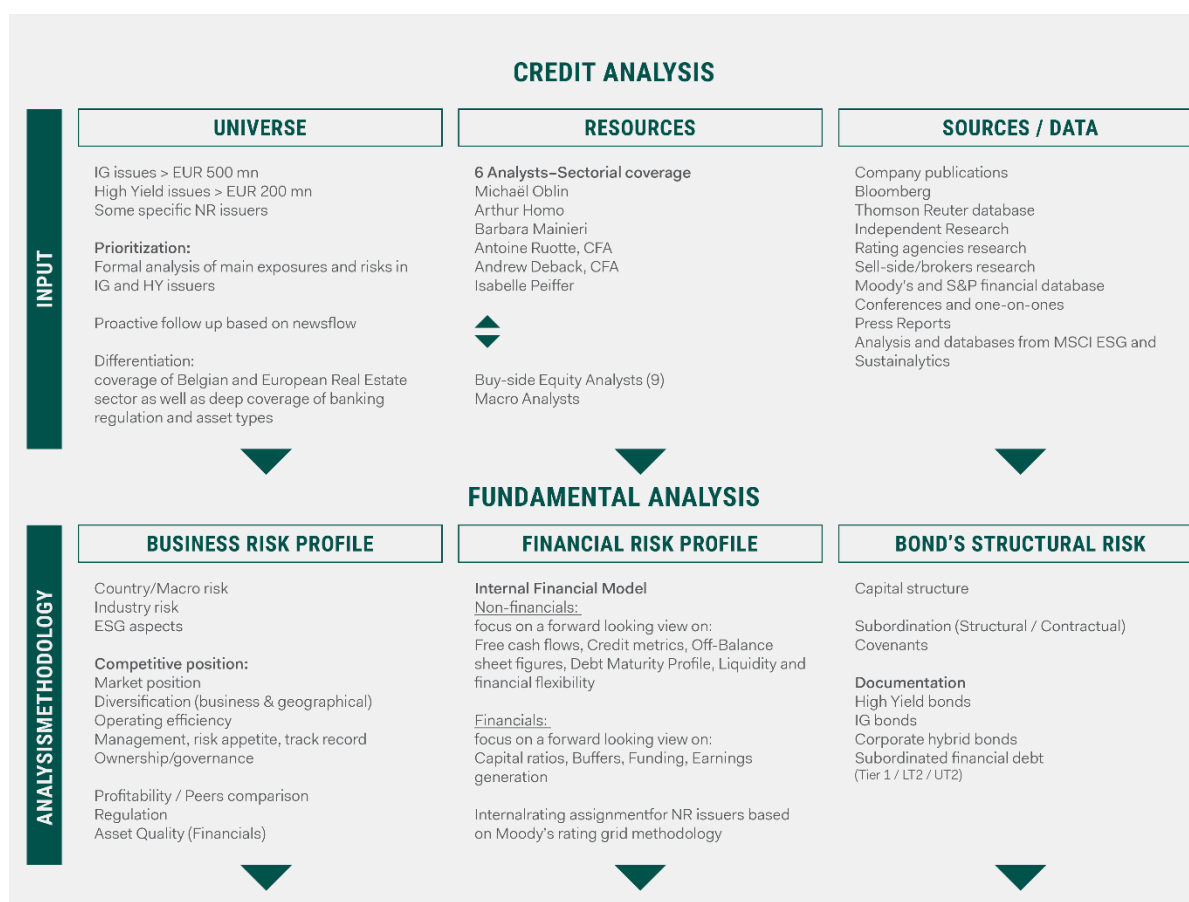 CREDIT ANALYSIS
INPUT
UNIVERSE
IG issues > EUR 500 mn
High Yield issues > EUR 200 mn
Some specific NR issuers
Prioritization:
Formal analysis of main exposures and risks in
IG and HY issuers
Proactive follow up based on newsflow
Differentiation:
coverage of Belgian and European Real Estate
sector as well as deep coverage of banking
regulation and asset types
RESOURCES
6 Analysts–Sectorial coverage
Michaël Oblin
Arthur Homo
Barbara Mainieri
Antoine Ruotte, CFA
Andrew Deback, CFA
Isabelle Peiffer
Buy-side Equity Analysts (9)
Macro Analysts
SOURCES / DATA
Company publications
Bloomberg
Thomson Reuter database
Independent Research
Rating agencies research
Sell-side/brokers research
Moody's and S&P financial database
Conferences and one-on-ones
Press Reports
Analysis and databases from MSCI ESG and
Sustainalytics
FUNDAMENTAL ANALYSIS
ANALYSISMETHODOLOGY
BUSINESS RISK PROFILE
Country/Macro risk
Industry risk
ESG aspects
Competitive position:
Market position
Diversification (business & geographical)
Operating efficiency
Management, risk appetite, track record
Ownership/governance
Profitability / Peers comparison
Regulation
Asset Quality (Financials)
FINANCIAL RISK PROFILE
Internal Financial Model
Non-financials:
focus on a forward looking view on:
Free cash flows, Credit metrics, Off-Balance
sheet figures, Debt Maturity Profile, Liquidity and
financial flexibility
Financials:
focus on a forward looking view on:
Capital ratios, Buffers, Funding, Earnings
generation
Internalrating assignmentfor NR issuers based
on Moody's rating grid methodology
BOND'S STRUCTURAL RISK
Capital structure
Subordination (Structural / Contractual)
Covenants
Documentation
High Yield bonds
IG bonds
Corporate hybrid bonds
Subordinated financial debt
(Tier 1 / LT2 / UT2)